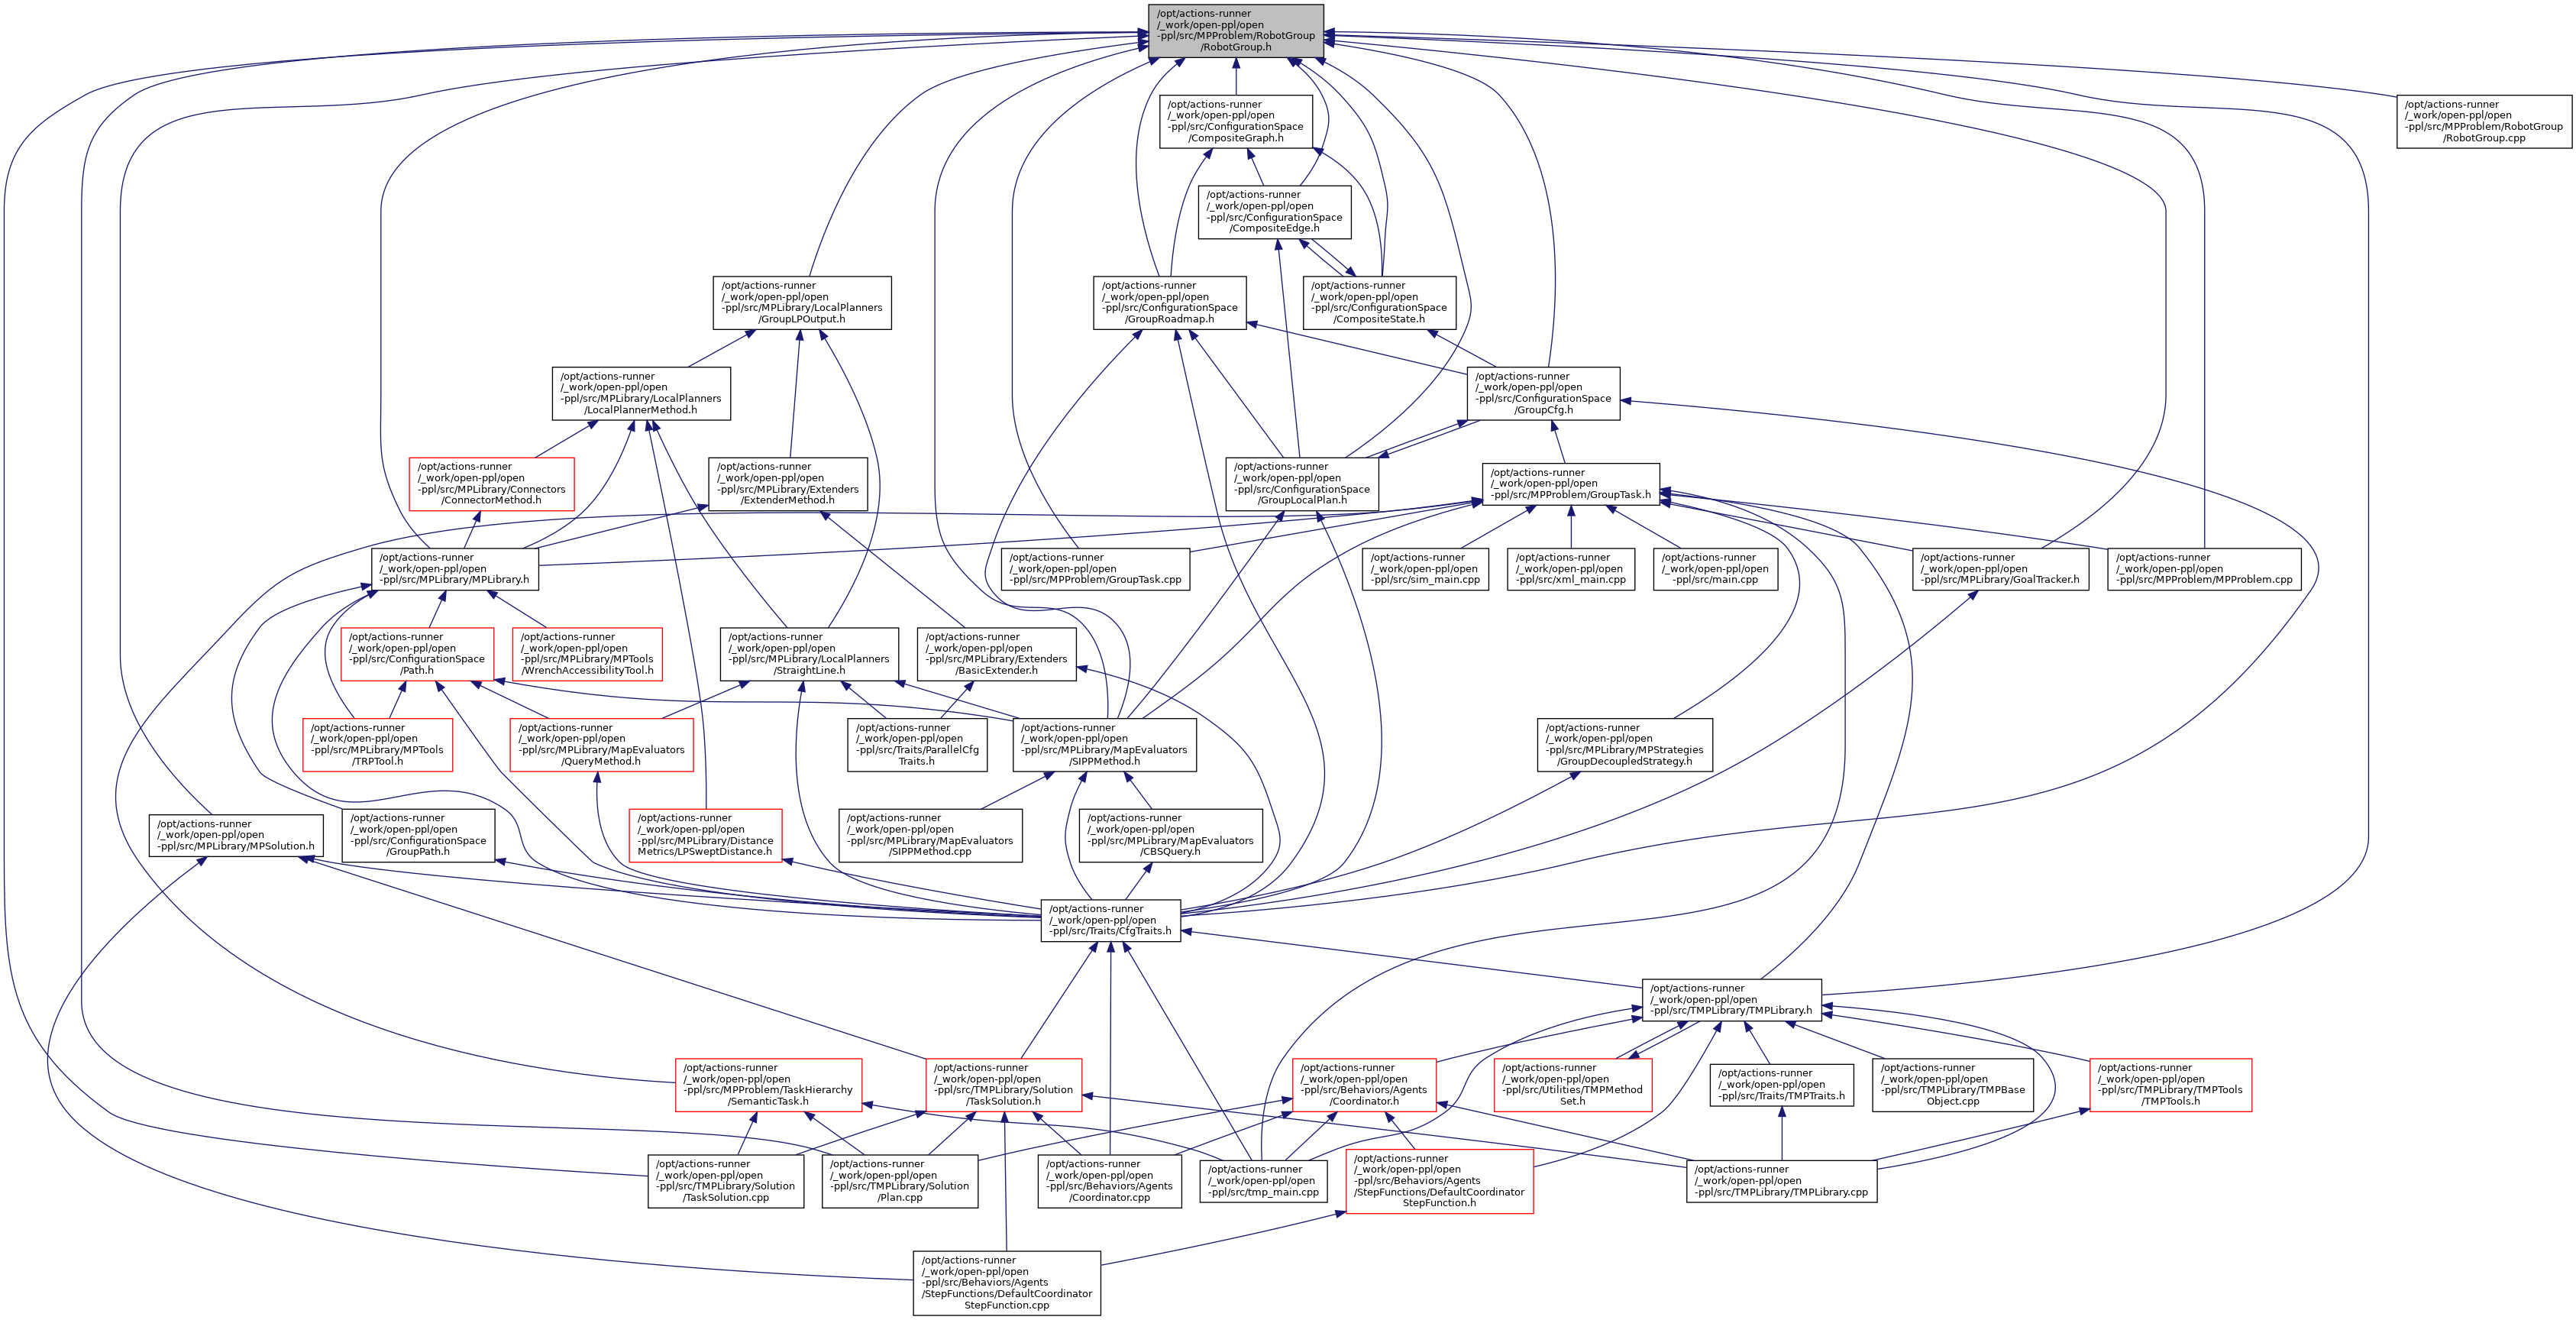 /opt/actions-runner
/_work/open-ppl/open
-ppl/src/MPProblem/RobotGroup
/RobotGroup.h
/opt/actions-runner
/_work/open-ppl/open
-ppl/src/ConfigurationSpace
/CompositeGraph.h
/opt/actions-runner
/_work/open-ppl/open
-ppl/src/MPProblem/RobotGroup
/RobotGroup.cpp
/opt/actions-runner
/_work/open-ppl/open
-ppl/src/ConfigurationSpace
/CompositeEdge.h
/opt/actions-runner
/_work/open-ppl/open
-ppl/src/MPLibrary/LocalPlanners
/GroupLPOutput.h
/opt/actions-runner
/_work/open-ppl/open
-ppl/src/ConfigurationSpace
/GroupRoadmap.h
/opt/actions-runner
/_work/open-ppl/open
-ppl/src/ConfigurationSpace
/CompositeState.h
/opt/actions-runner
/_work/open-ppl/open
-ppl/src/MPLibrary/LocalPlanners
/LocalPlannerMethod.h
/opt/actions-runner
/_work/open-ppl/open
-ppl/src/ConfigurationSpace
/GroupCfg.h
/opt/actions-runner
/_work/open-ppl/open
-ppl/src/MPLibrary/Connectors
/ConnectorMethod.h
/opt/actions-runner
/_work/open-ppl/open
-ppl/src/MPLibrary/Extenders
/ExtenderMethod.h
/opt/actions-runner
/_work/open-ppl/open
-ppl/src/ConfigurationSpace
/GroupLocalPlan.h
/opt/actions-runner
/_work/open-ppl/open
-ppl/src/MPProblem/GroupTask.h
/opt/actions-runner
/_work/open-ppl/open
-ppl/src/MPLibrary/MPLibrary.h
/opt/actions-runner
/_work/open-ppl/open
-ppl/src/MPProblem/GroupTask.cpp
/opt/actions-runner
/_work/open-ppl/open
-ppl/src/sim_main.cpp
/opt/actions-runner
/_work/open-ppl/open
-ppl/src/xml_main.cpp
/opt/actions-runner
/_work/open-ppl/open
-ppl/src/main.cpp
/opt/actions-runner
/_work/open-ppl/open
-ppl/src/MPLibrary/GoalTracker.h
/opt/actions-runner
/_work/open-ppl/open
-ppl/src/MPProblem/MPProblem.cpp
/opt/actions-runner
/_work/open-ppl/open
-ppl/src/ConfigurationSpace
/Path.h
/opt/actions-runner
/_work/open-ppl/open
-ppl/src/MPLibrary/MPTools
/WrenchAccessibilityTool.h
/opt/actions-runner
/_work/open-ppl/open
-ppl/src/MPLibrary/LocalPlanners
/StraightLine.h
/opt/actions-runner
/_work/open-ppl/open
-ppl/src/MPLibrary/Extenders
/BasicExtender.h
/opt/actions-runner
/_work/open-ppl/open
-ppl/src/MPLibrary/MPTools
/TRPTool.h
/opt/actions-runner
/_work/open-ppl/open
-ppl/src/MPLibrary/MapEvaluators
/QueryMethod.h
/opt/actions-runner
/_work/open-ppl/open
-ppl/src/Traits/ParallelCfg
Traits.h
/opt/actions-runner
/_work/open-ppl/open
-ppl/src/MPLibrary/MapEvaluators
/SIPPMethod.h
/opt/actions-runner
/_work/open-ppl/open
-ppl/src/MPLibrary/MPStrategies
/GroupDecoupledStrategy.h
/opt/actions-runner
/_work/open-ppl/open
-ppl/src/MPLibrary/MPSolution.h
/opt/actions-runner
/_work/open-ppl/open
-ppl/src/ConfigurationSpace
/GroupPath.h
/opt/actions-runner
/_work/open-ppl/open
-ppl/src/MPLibrary/Distance
Metrics/LPSweptDistance.h
/opt/actions-runner
/_work/open-ppl/open
-ppl/src/MPLibrary/MapEvaluators
/SIPPMethod.cpp
/opt/actions-runner
/_work/open-ppl/open
-ppl/src/MPLibrary/MapEvaluators
/CBSQuery.h
/opt/actions-runner
/_work/open-ppl/open
-ppl/src/Traits/CfgTraits.h
/opt/actions-runner
/_work/open-ppl/open
-ppl/src/TMPLibrary/TMPLibrary.h
/opt/actions-runner
/_work/open-ppl/open
-ppl/src/MPProblem/TaskHierarchy
/SemanticTask.h
/opt/actions-runner
/_work/open-ppl/open
-ppl/src/TMPLibrary/Solution
/TaskSolution.h
/opt/actions-runner
/_work/open-ppl/open
-ppl/src/Behaviors/Agents
/Coordinator.h
/opt/actions-runner
/_work/open-ppl/open
-ppl/src/Utilities/TMPMethod
Set.h
/opt/actions-runner
/_work/open-ppl/open
-ppl/src/Traits/TMPTraits.h
/opt/actions-runner
/_work/open-ppl/open
-ppl/src/TMPLibrary/TMPBase
Object.cpp
/opt/actions-runner
/_work/open-ppl/open
-ppl/src/TMPLibrary/TMPTools
/TMPTools.h
/opt/actions-runner
/_work/open-ppl/open
-ppl/src/TMPLibrary/Solution
/TaskSolution.cpp
/opt/actions-runner
/_work/open-ppl/open
-ppl/src/TMPLibrary/Solution
/Plan.cpp
/opt/actions-runner
/_work/open-ppl/open
-ppl/src/Behaviors/Agents
/Coordinator.cpp
/opt/actions-runner
/_work/open-ppl/open
-ppl/src/tmp_main.cpp
/opt/actions-runner
/_work/open-ppl/open
-ppl/src/Behaviors/Agents
/StepFunctions/DefaultCoordinator
StepFunction.h
/opt/actions-runner
/_work/open-ppl/open
-ppl/src/TMPLibrary/TMPLibrary.cpp
/opt/actions-runner
/_work/open-ppl/open
-ppl/src/Behaviors/Agents
/StepFunctions/DefaultCoordinator
StepFunction.cpp